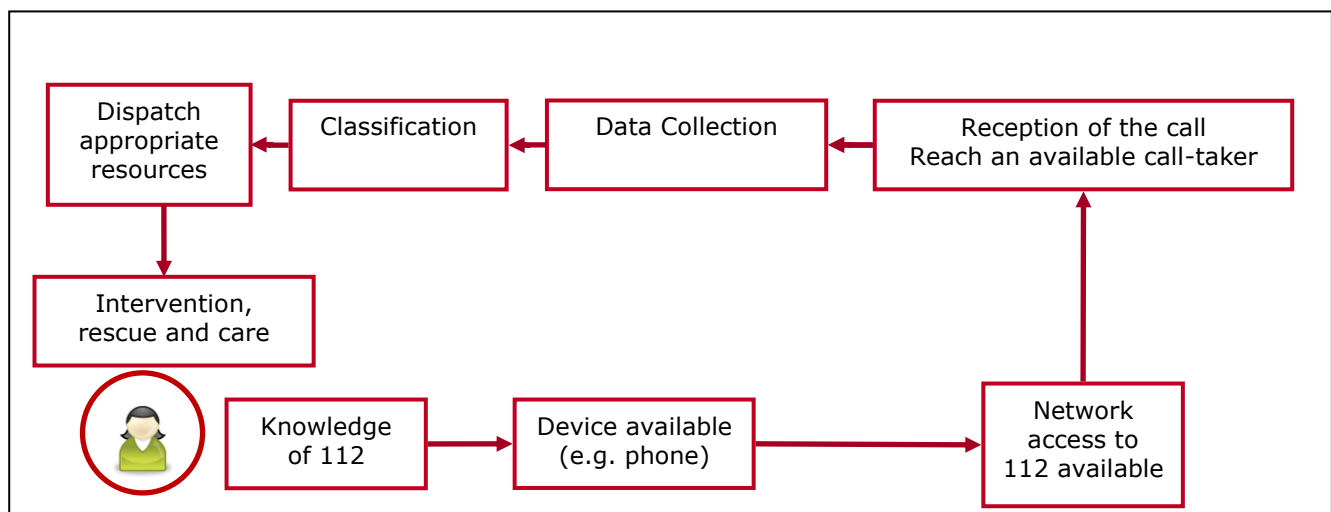 Dispatch
appropriate
resources
Classification
Data Collection
Reception of the call
Reach an available call-taker
Intervention,
rescue and care
Knowledge
of 112
Device available
(e.g. phone)
Network
access to
112 available